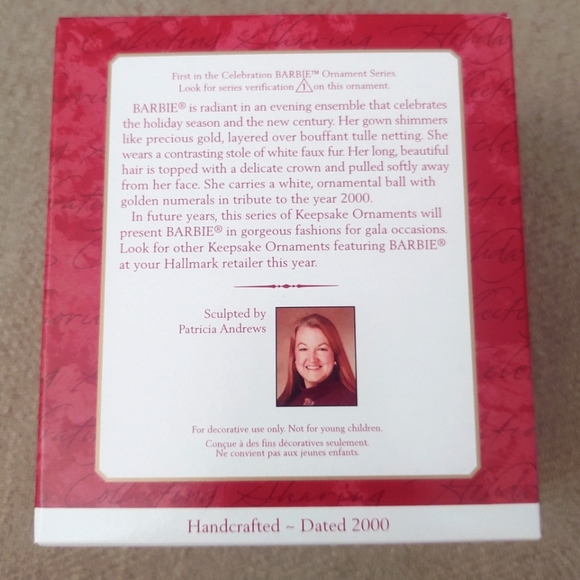 Collecting Sharing Holida
First in the Celebration BARBIE™ Ornament Series.
Look for series verification 1 on this ornament.
BARBIE® is radiant in an evening ensemble that celebrates
the holiday season and the new century. Her gown shimmers
like precious gold, layered over bouffant tulle netting. She
wears a contrasting stole of white faux fur. Her long, beautiful
hair is topped with a delicate crown and pulled softly away
from her face. She carries a white, ornamental ball with
golden numerals in tribute to the year 2000.
In future years, this series of Keepsake Ornaments will
present BARBIE® in gorgeous fashions for gala occasions.
Look for other Keepsake Ornaments featuring BARBIE®
at your Hallmark retailer this year.
Sculpted by
Patricia Andrews
For decorative use only. Not for young children.
Conçue à des fins décoratives seulement.
Ne convient pas aux jeunes enfants.
Collecting Sharing
Handcrafted ~ Dated 2000